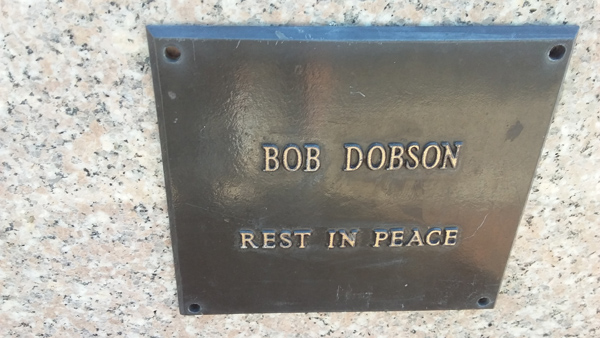 BOB DOBSON
REST IN PEACE